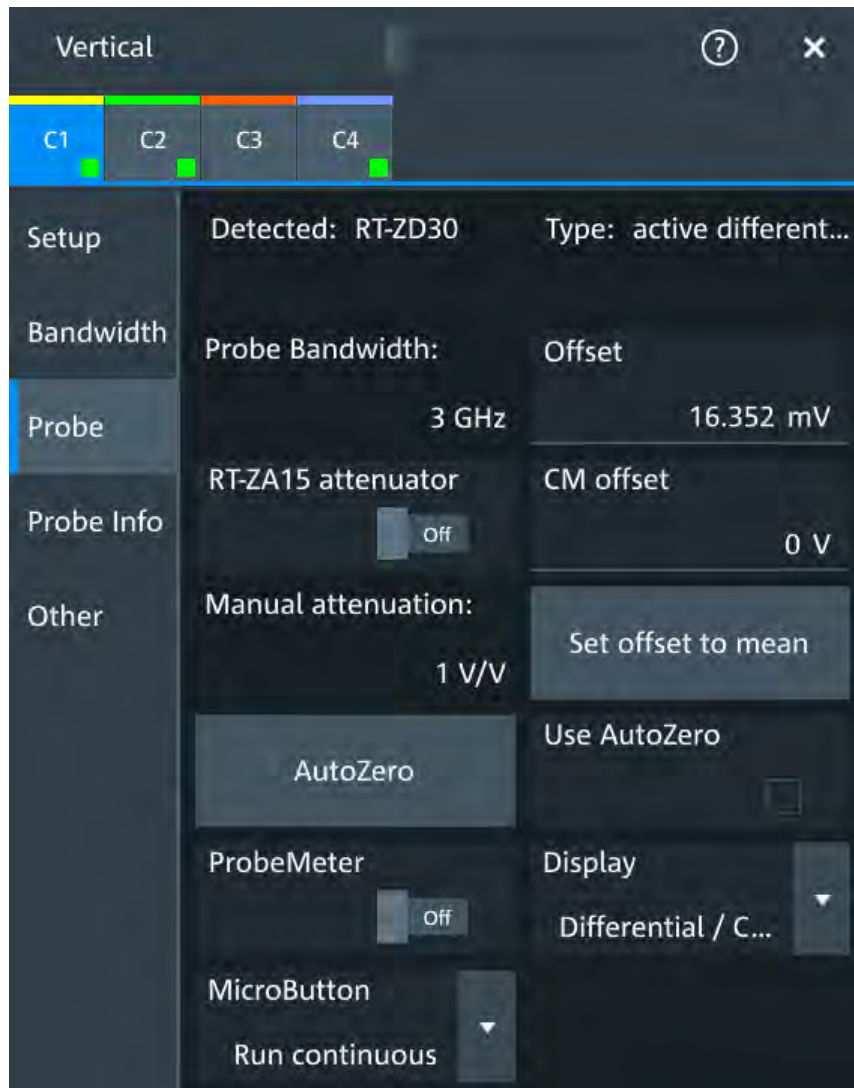 Vertical ?
C1 C2 C3 C4
Setup
Bandwidth
Probe
Probe Info
Other
Detected: RT-ZD30 Type: active different...
Probe Bandwidth:
3 GHz
Offset
16.352 mV
RT-ZA15 attenuator
Off
CM offset
0 V
Manual attenuation:
1 V/V
Set offset to mean
AutoZero
Use AutoZero
ProbeMeter
Off
Display
Differential / C...
MicroButton
Run continuous